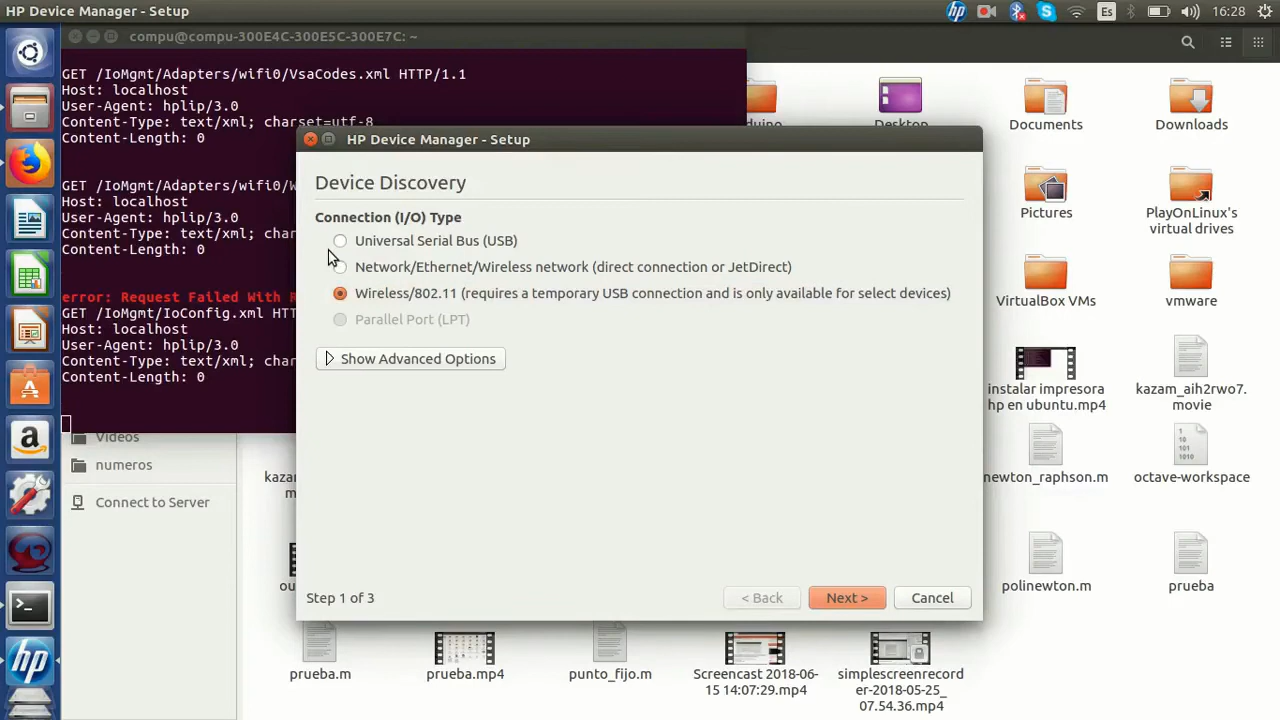 HP Device Manager - Setup
Es
16:28
compu@compu-300E4C-300E5C-300E7C: ~
GET /IoMgmt/Adapters/wifi0/VsaCodes.xml HTTP/1.1
Host: localhost
User-Agent: hplip/3.0
Content-Type: text/xml; charset=utf-8
Content-Length: 0
GET /IoMgmt/Adapters/wifi0/
Host: localhost
User-Agent: hplip/3.0
Content-Type: text/xml; char
Content-Length: 0
error: Request Failed With
GET /IoMgmt/IoConfig.xml HTT
Host: localhost
User-Agent: hplip/3.0
Content-Type: text/xml; char
Content-Length: 0
HP Device Manager - Setup
Device Discovery
Connection (I/O) Type
Universal Serial Bus (USB)
Network/Ethernet/Wireless network (direct connection or JetDirect)
Wireless/802.11 (requires a temporary USB connection and is only available for select devices)
Parallel Port (LPT)
Show Advanced Options
Step 1 of 3
< Back
Next >
Cancel
Videos
numeros
Connect to Server
Desktop
Documents
Downloads
Pictures
PlayOnLinux's
virtual drives
VirtualBox VMs
vmware
instalar impresora
hp en ubuntu.mp4
kazam_aih2rwo7.
movie
newton_raphson.m
octave-workspace
polinewton.m
prueba
prueba.m
prueba.mp4
punto_fijo.m
Screencast 2018-06-
15 14:07:29.mp4
simplescreenrecord
er-2018-05-25_
07.54.36.mp4